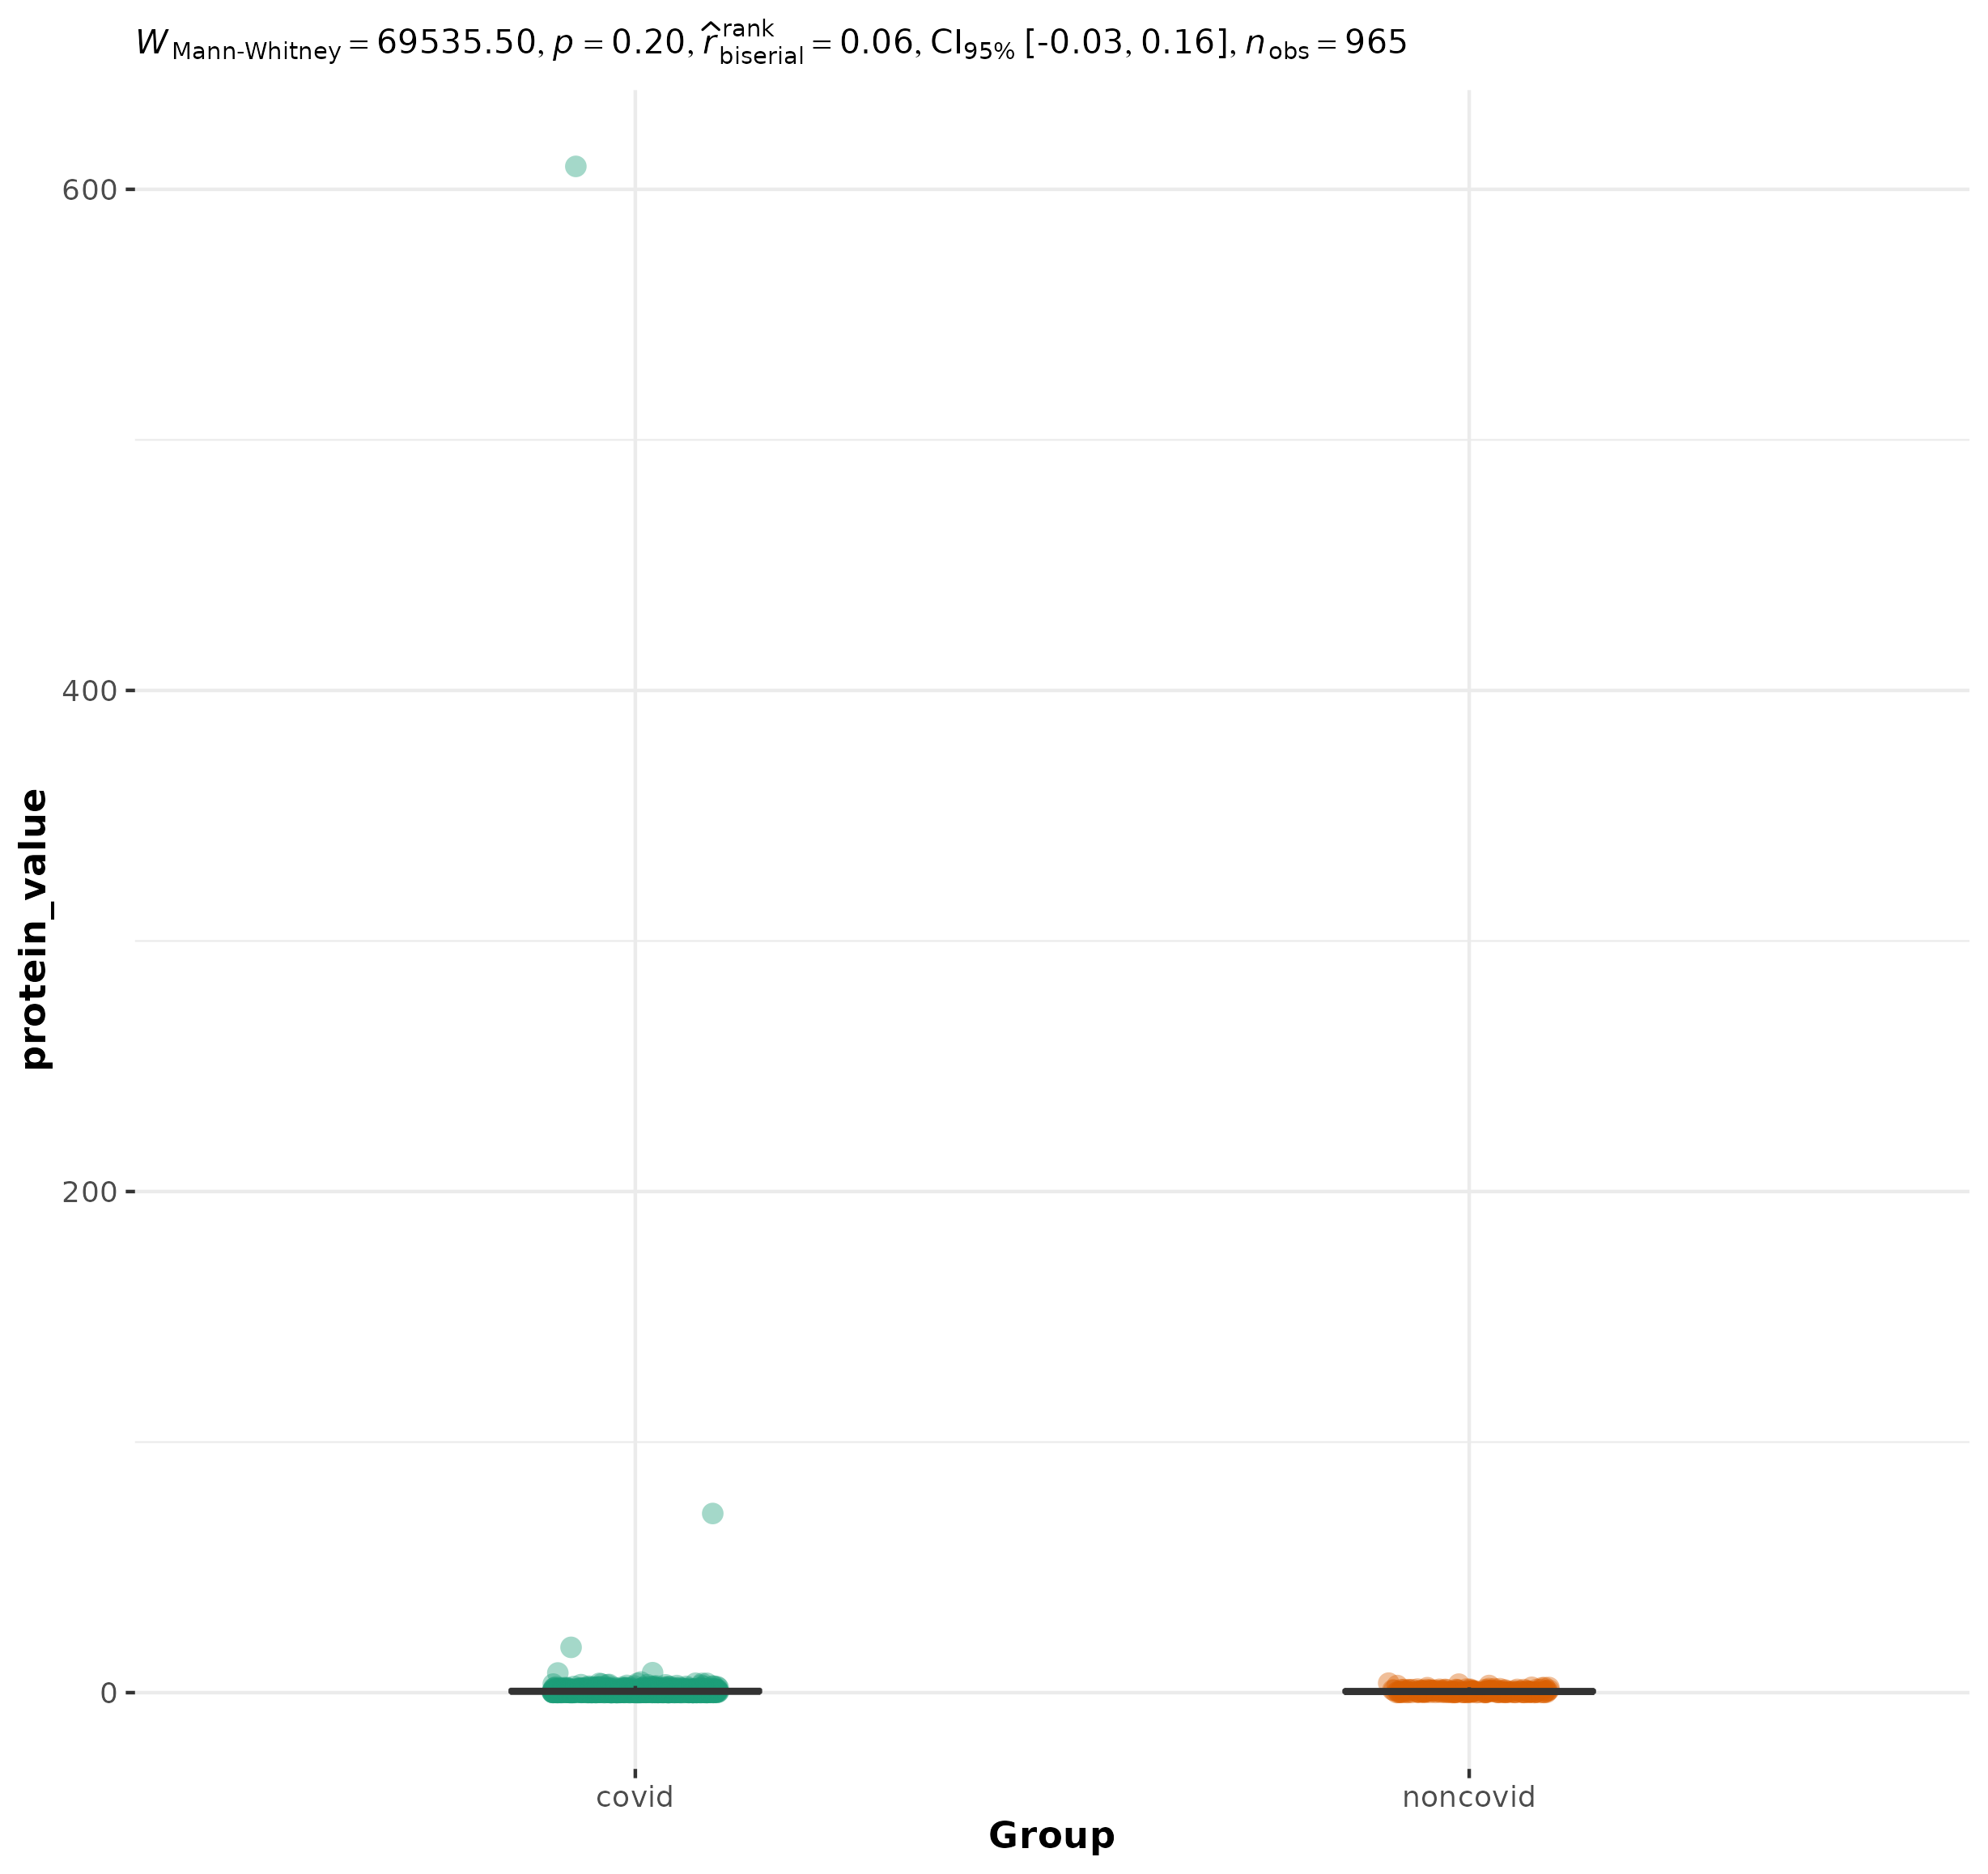 W Mann-Whitney = 69535.50, p = 0.20, r̂ rank biserial = 0.06, CI95% [-0.03, 0.16], nobs = 965
600
400
200
0
protein_value
covid
noncovid
Group